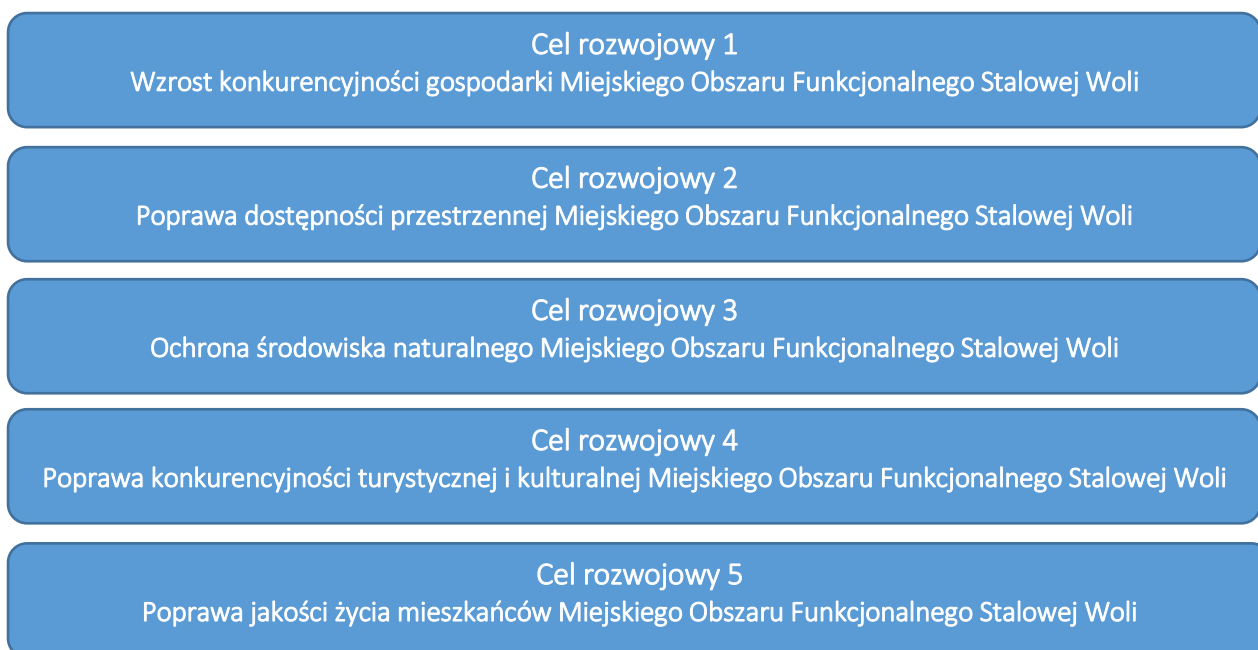 Cel rozwojowy 1
Wzrost konkurencyjności gospodarki Miejskiego Obszaru Funkcjonalnego Stalowej Woli
Cel rozwojowy 2
Poprawa dostępności przestrzennej Miejskiego Obszaru Funkcjonalnego Stalowej Woli
Cel rozwojowy 3
Ochrona środowiska naturalnego Miejskiego Obszaru Funkcjonalnego Stalowej Woli
Cel rozwojowy 4
Poprawa konkurencyjności turystycznej i kulturalnej Miejskiego Obszaru Funkcjonalnego Stalowej Woli
Cel rozwojowy 5
Poprawa jakości życia mieszkańców Miejskiego Obszaru Funkcjonalnego Stalowej Woli